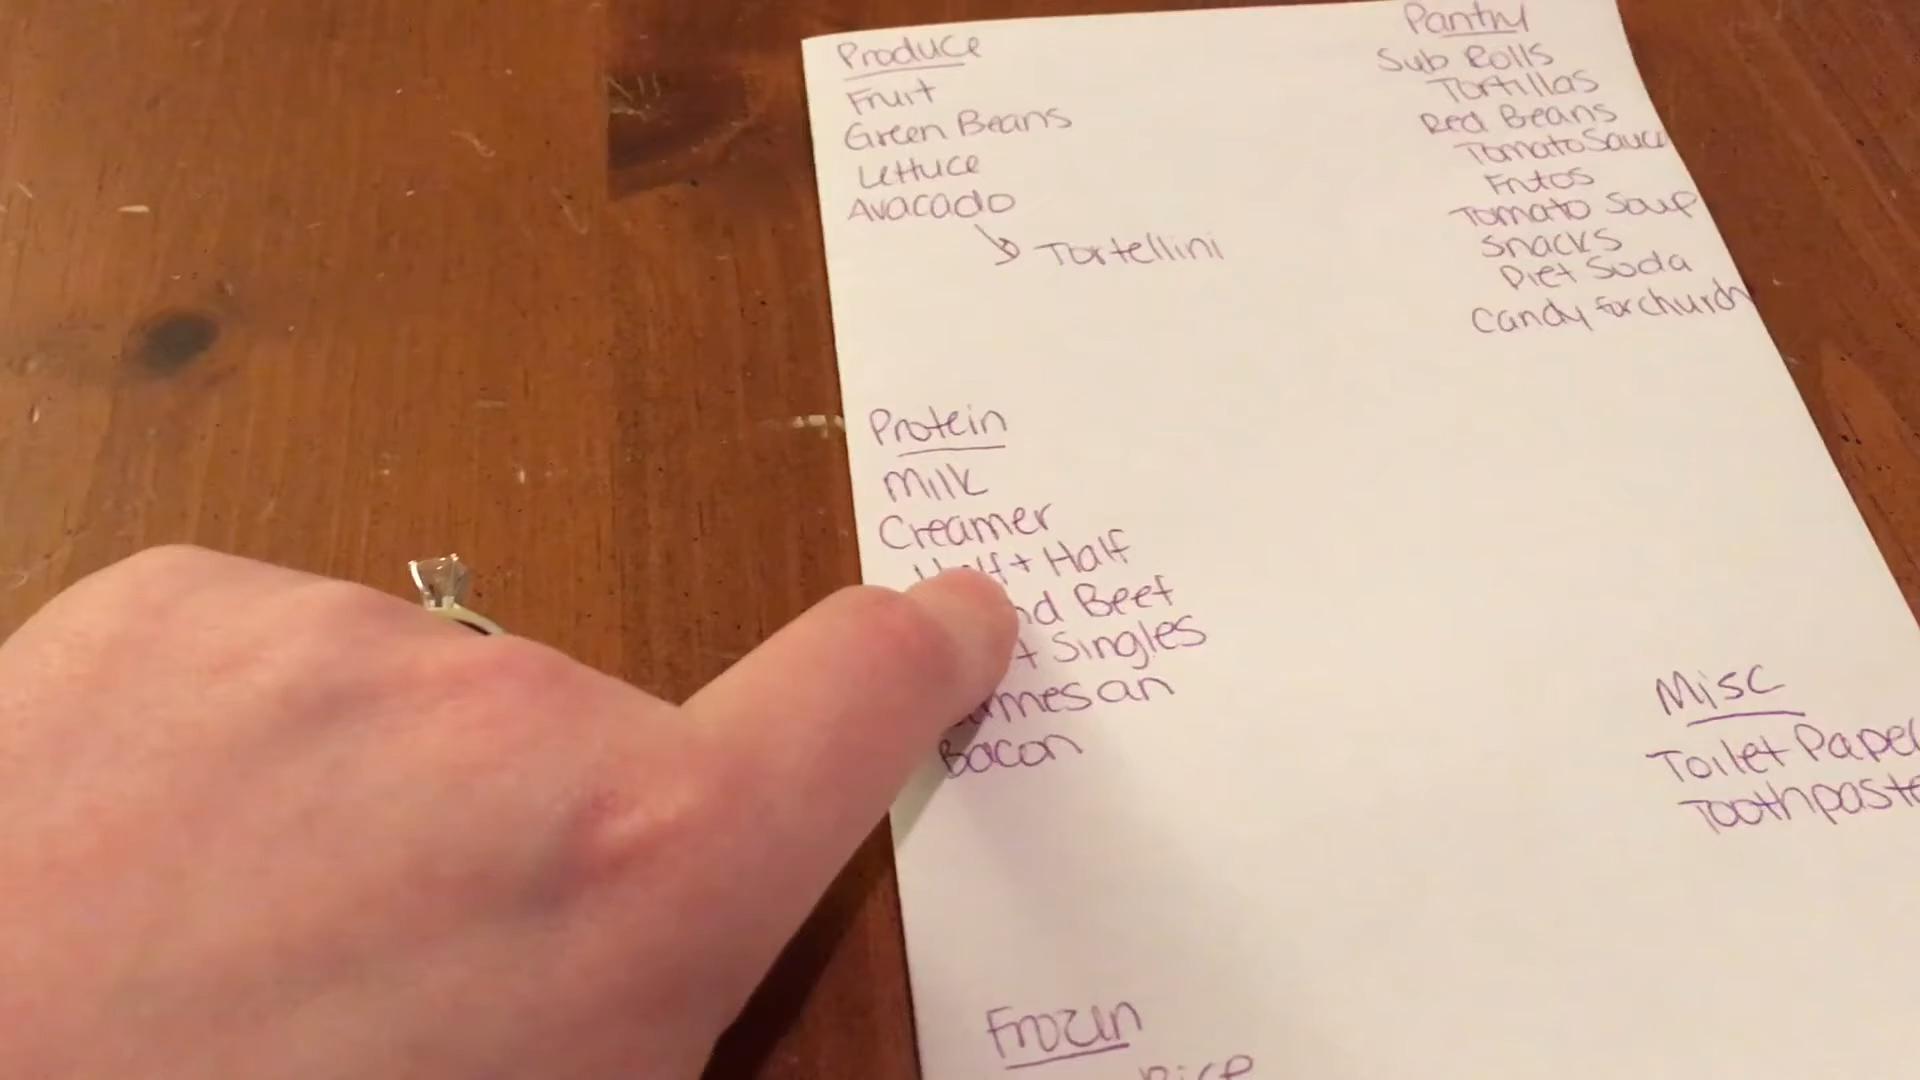 Produce
Fruit
Green Beans
Lettuce
Avacado
Tortellini
Pantry
Sub Rolls
Tortillas
Red Beans
Tomato Sauce
Fritos
Tomato Soup
Snacks
Diet Soda
Candy for church
Protein
Milk
Creamer
Half + Half
Beef
Singles
Bacon
Misc
Toilet Paper
Toothpaste
Frozen
Rice